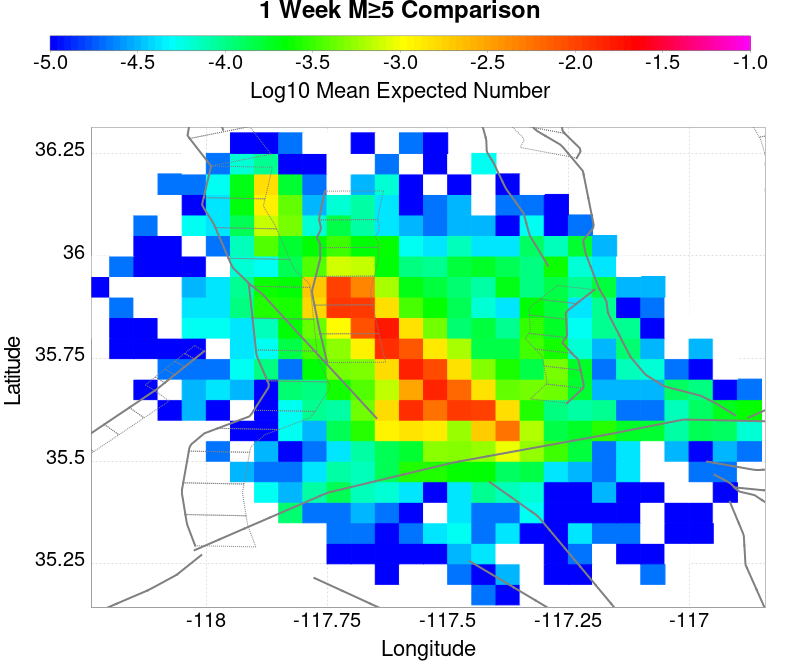 1 Week M≥5 Comparison
-5.0 -4.5 -4.0 -3.5 -3.0 -2.5 -2.0 -1.5 -1.0
Log10 Mean Expected Number
36.25
36
35.75
35.5
35.25
Latitude
-118 -117.75 -117.5 -117.25 -117
Longitude